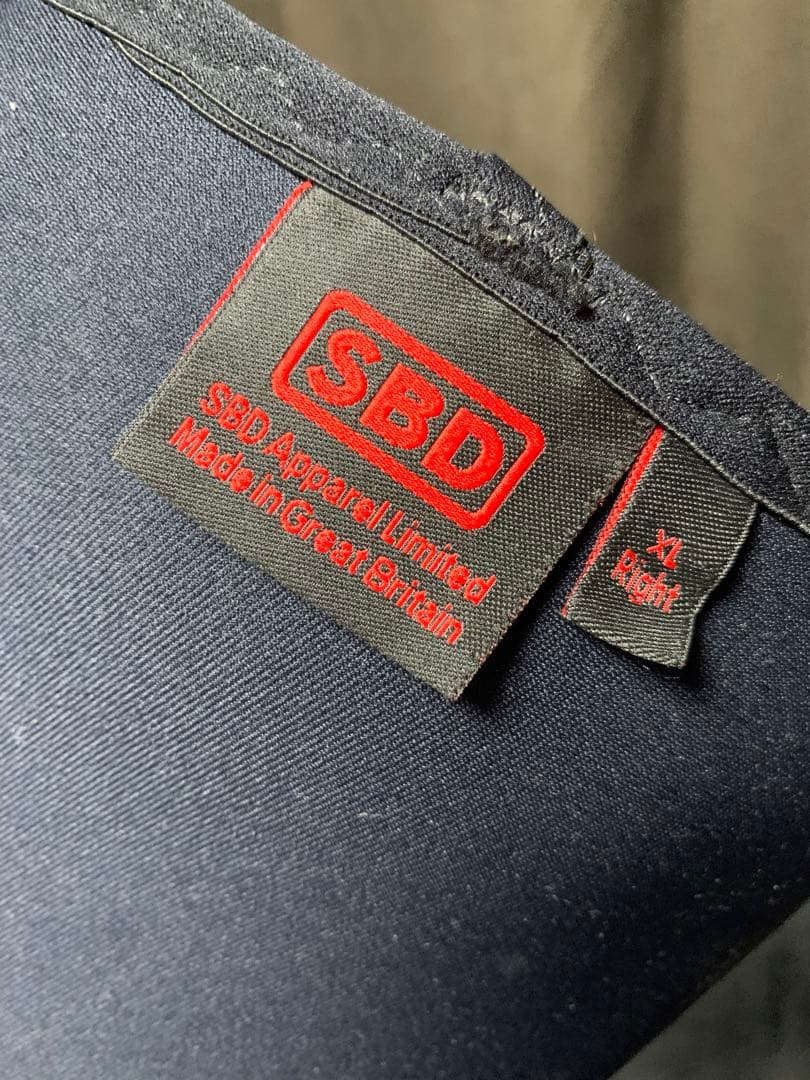 SBD
SBD Apparel Limited
Made in Great Britain
XL
Right